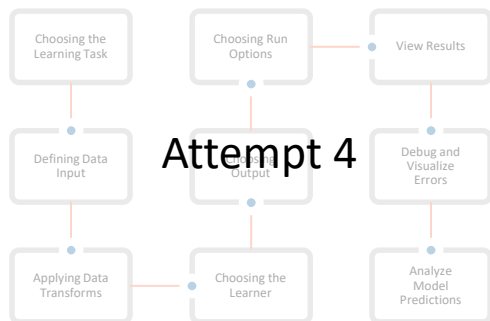 Choosing the
Learning Task
Defining Data
Input
Applying Data
Transforms
Choosing the
Learner
Choosing
Output
Choosing Run
Options
View Results
Debug and
Visualize
Errors
Analyze
Model
Predictions
Attempt 4